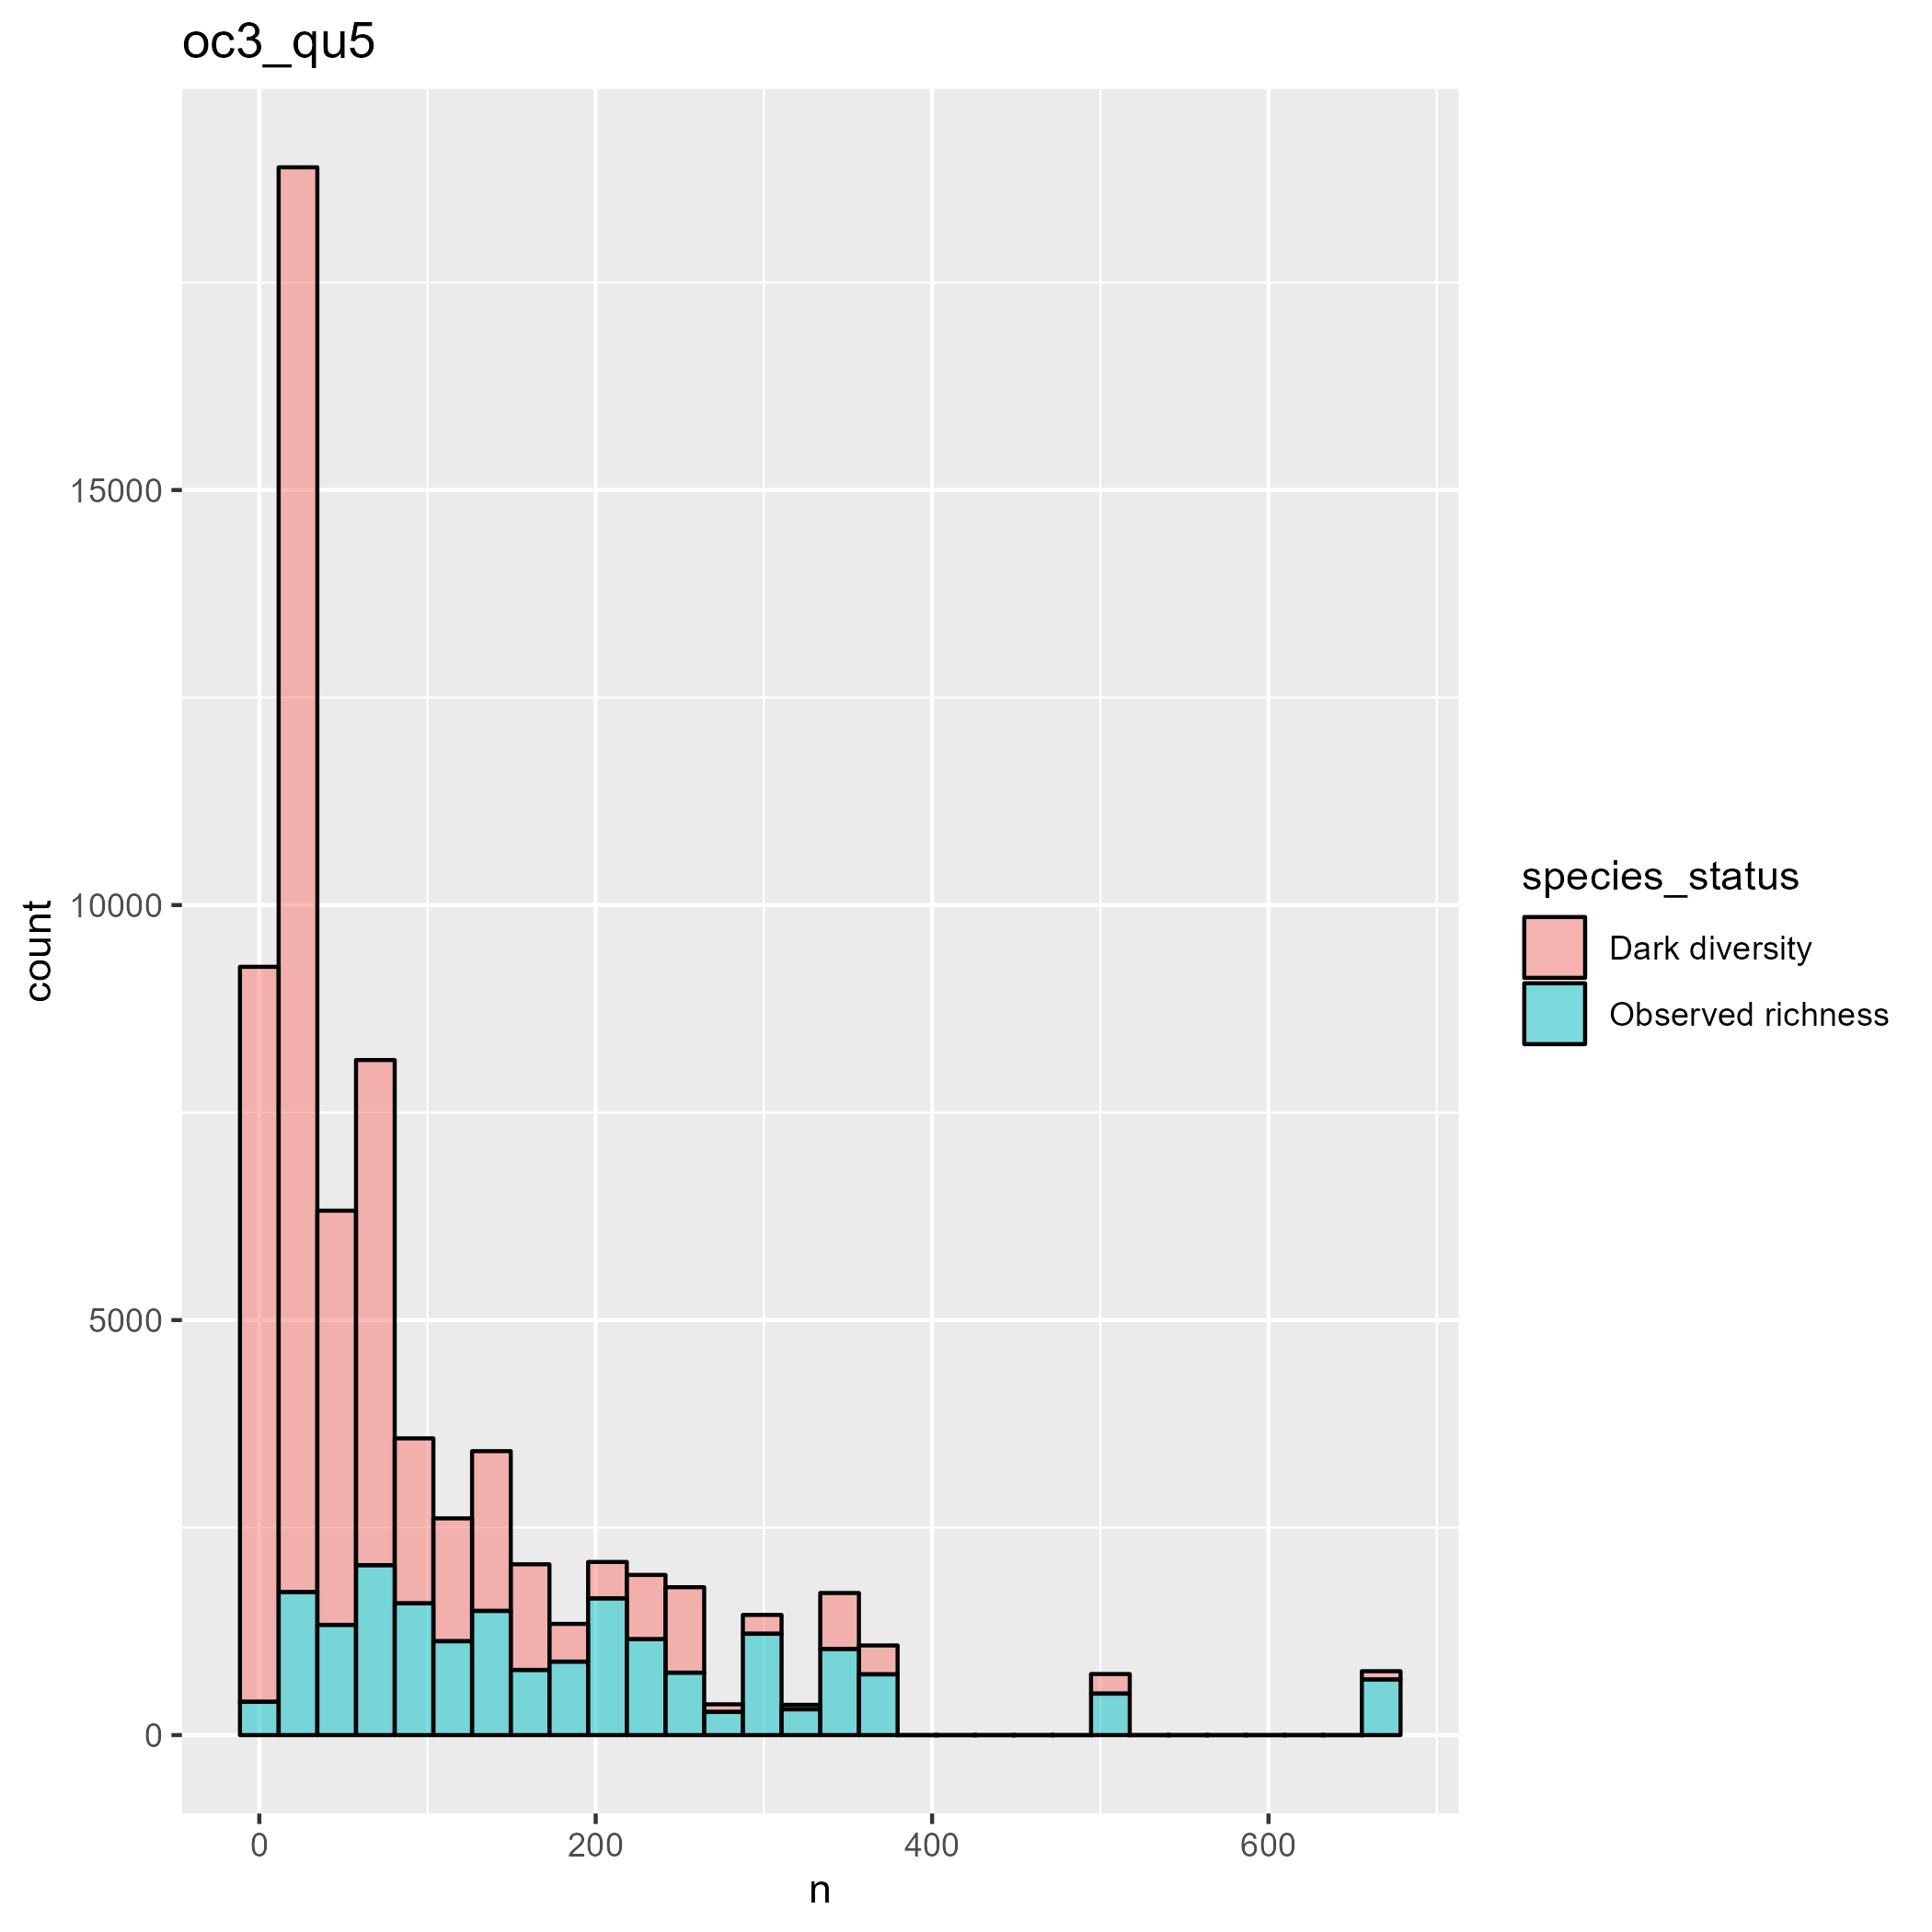 oc3_qu5
15000
10000
5000
0
count
0 200 400 600
n
species_status
Dark diversity
Observed richness